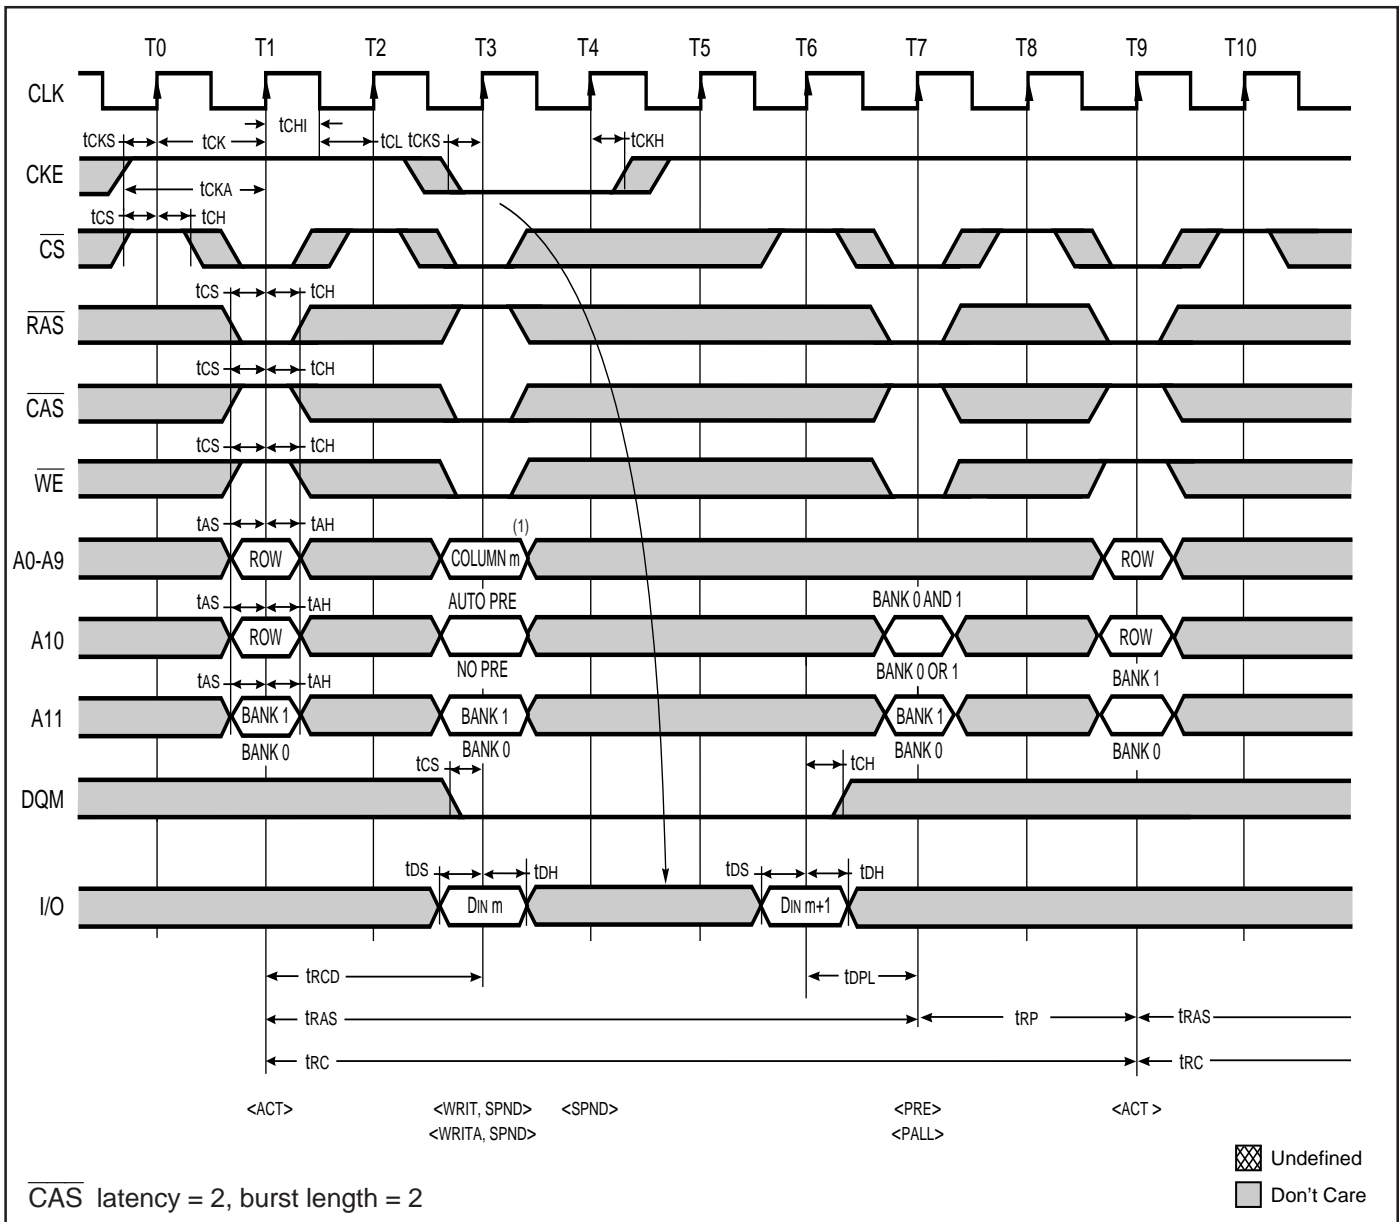 T0 T1 T2 T3 T4 T5 T6 T7 T8 T9 T10
CLK
tCHI
tCKS tCK tCL tCKS tCKH
CKE
tCKA
tCS tCH
CS
tCS tCH
RAS
tCS tCH
CAS
tCS tCH
WE
tAS tAH (1)
A0-A9 ROW COLUMN m ROW
tAS tAH AUTO PRE BANK 0 AND 1
A10 ROW ROW
NO PRE BANK 0 OR 1 BANK 1
tAS tAH
A11 BANK 1 BANK 1 BANK 1
BANK 0 BANK 0 BANK 0 BANK 0
tCS tCH
DQM
tDS tDH tDS tDH
I/O DIN m DIN m+1
tRCD tDPL
tRAS tRP tRAS
tRC tRC
<ACT> <WRIT, SPND> <SPND> <PRE> <ACT >
<WRITA, SPND> <PALL>
Undefined
CAS latency = 2, burst length = 2 Don't Care